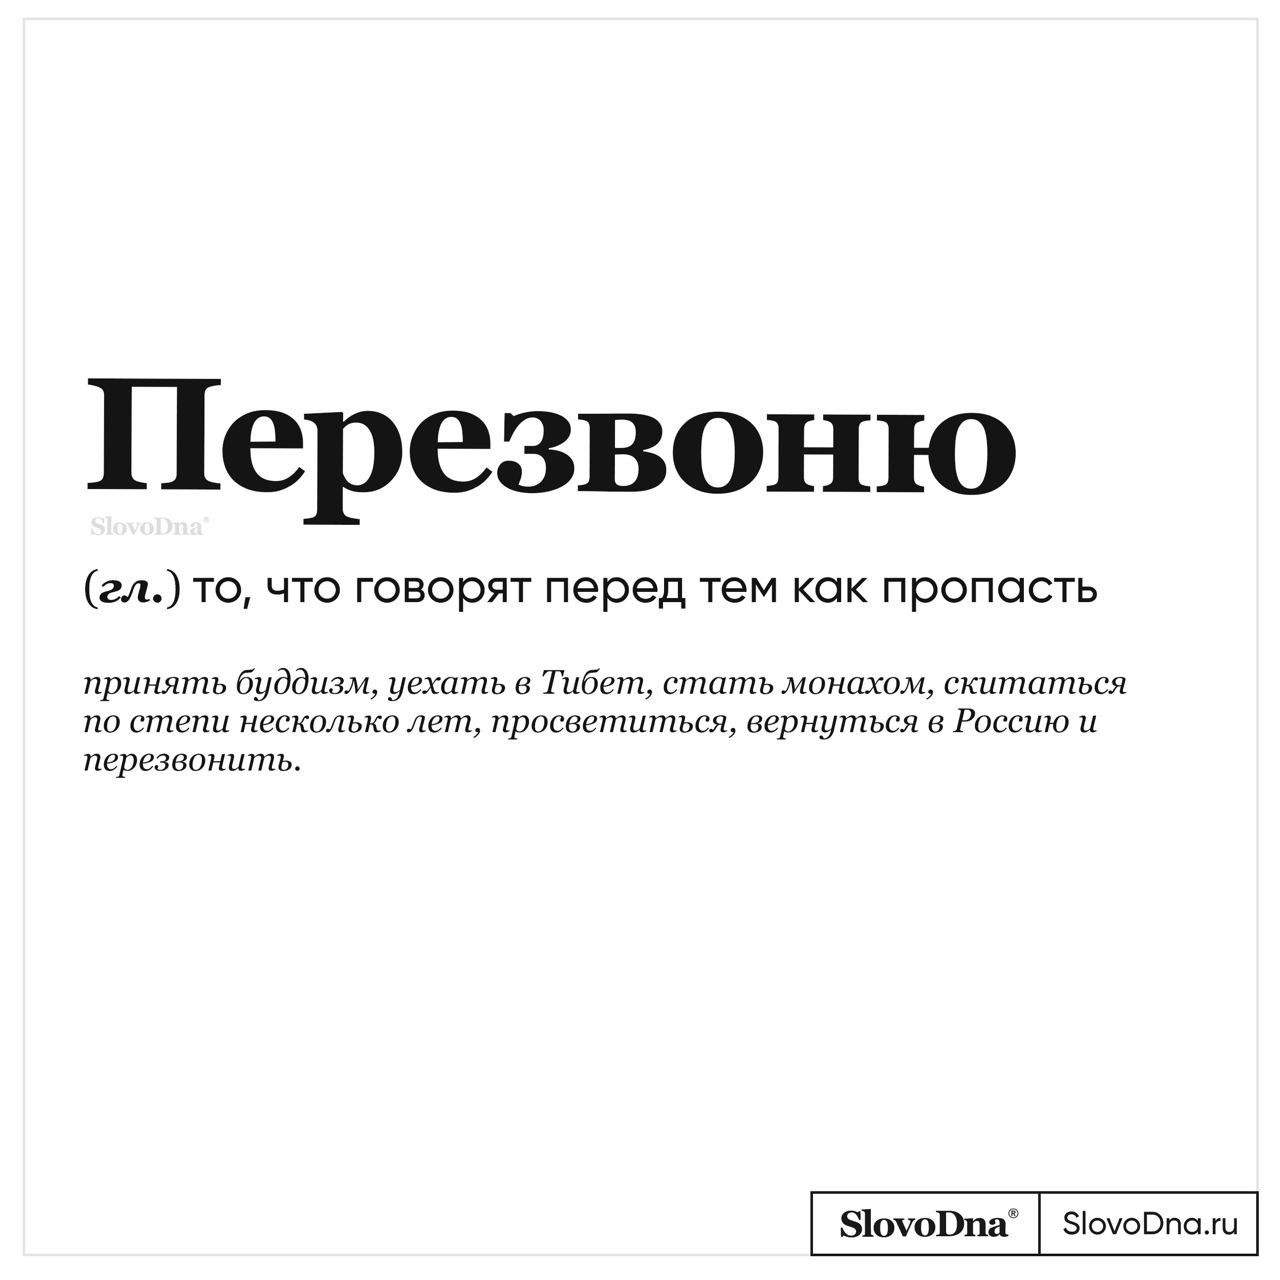 Перезвоню
SlovoDna®
(гл.) то, что говорят перед тем как пропасть
принять буддизм, уехать в Тибет, стать монахом, скитаться
по степи несколько лет, просветиться, вернуться в Россию и
перезвонить.
SlovoDna® SlovoDna.ru